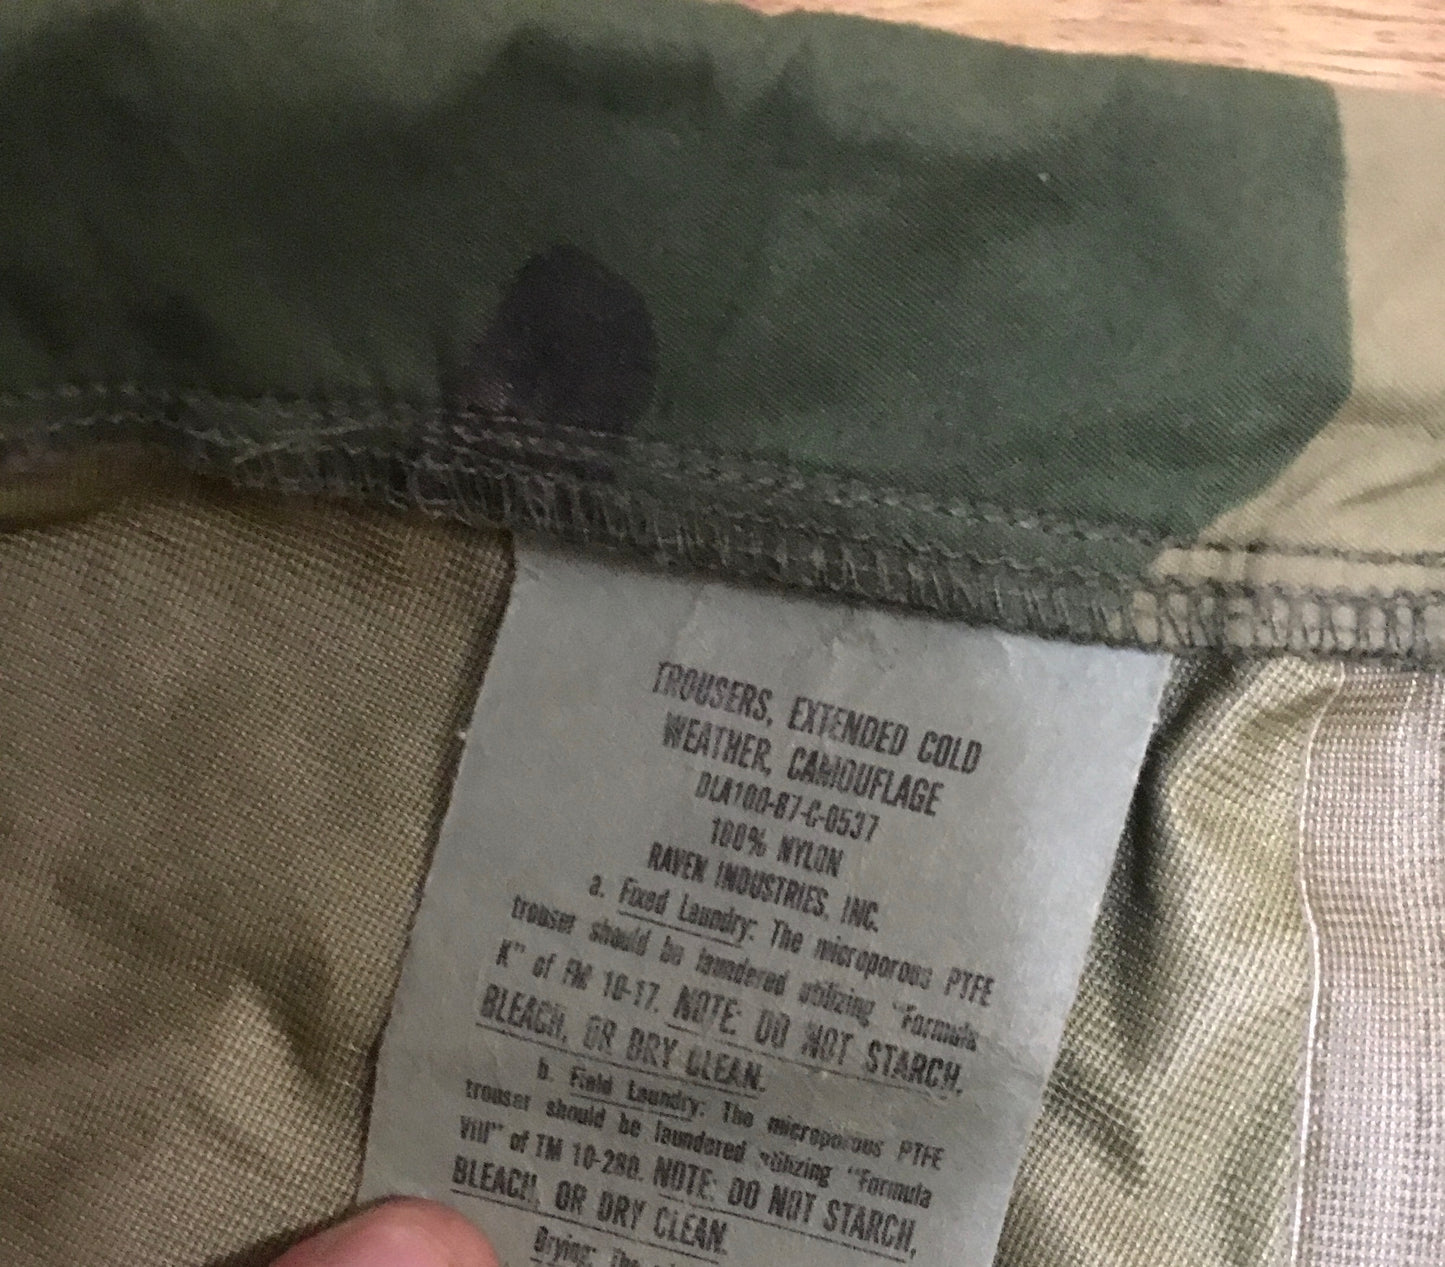 TROUSERS, EXTENDED COLD
WEATHER, CAMOUFLAGE
DLA100-87-C-0537
100% NYLON
RAVEN INDUSTRIES, INC.
a. Fixed Laundry: The microporous PTFE
trouser should be laundered utilizing "Formula
K" of FM 10-17. NOTE: DO NOT STARCH,
BLEACH, OR DRY CLEAN.
b. Field Laundry: The microporous PTFE
trouser should be laundered utilizing "Formula
VIII" of TM 10-280. NOTE: DO NOT STARCH,
BLEACH, OR DRY CLEAN.
Drying: The